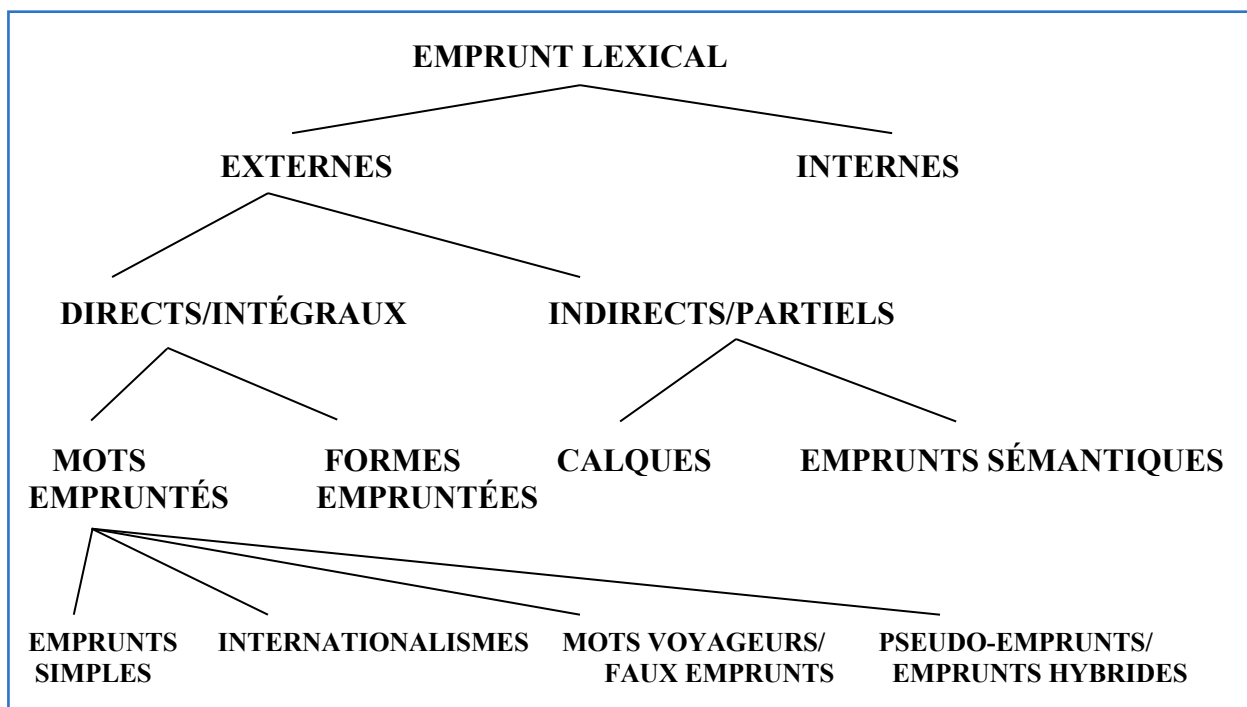 EMPRUNT LEXICAL
EXTERNES
INTERNES
DIRECTS/INTÉGRAUX
INDIRECTS/PARTIELS
MOTS
EMPRUNTÉS
FORMES
EMPRUNTÉES
CALQUES
EMPRUNTS SÉMANTIQUES
EMPRUNTS
SIMPLES
INTERNATIONALISMES
MOTS VOYAGEURS/
FAUX EMPRUNTS
PSEUDO-EMPRUNTS/
EMPRUNTS HYBRIDES